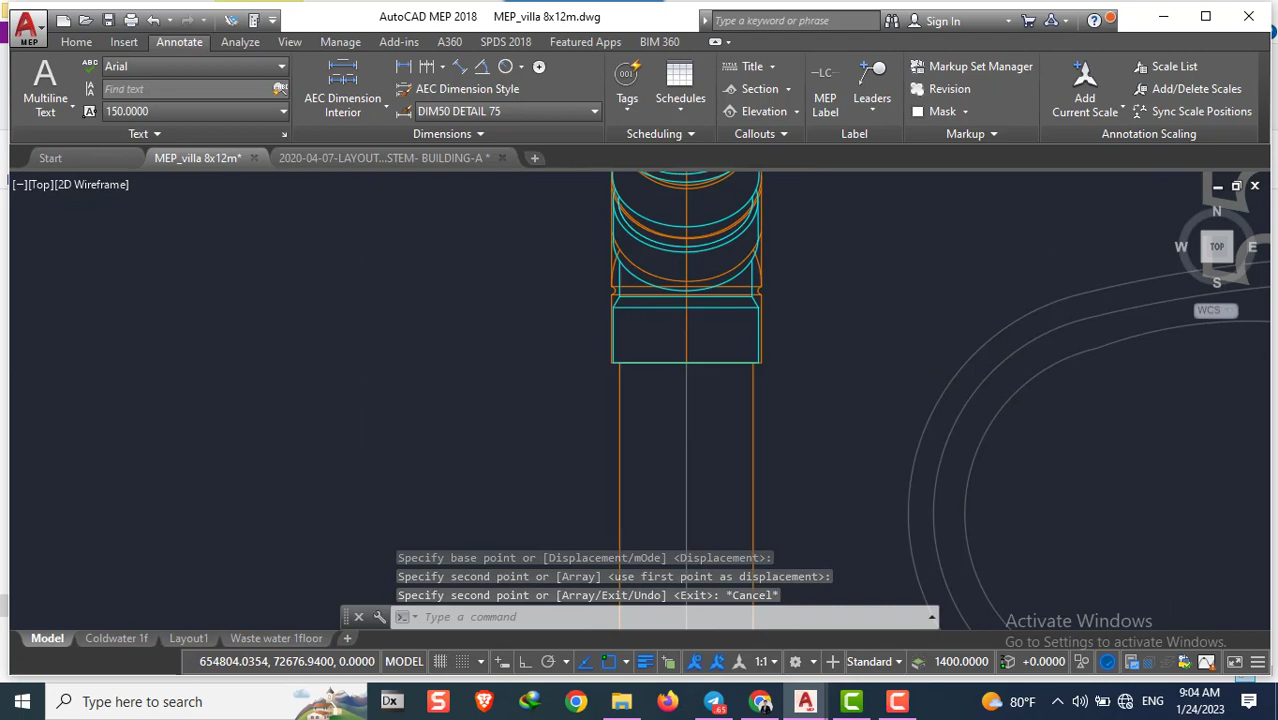 AutoCAD MEP 2018 MEP_villa 8x12m.dwg
Type a keyword or phrase
Sign In
MEP
Home Insert Annotate Analyze View Manage Add-ins A360 SPDS 2018 Featured Apps BIM 360
Multiline
Text
ABC
Arial
Find text
150.0000
Text
AEC Dimension
Interior
AEC Dimension Style
DIM50 DETAIL 75
Dimensions
Tags
Schedules
Scheduling
Title
Section
Elevation
Callouts
MEP
Label
Leaders
Label
Markup Set Manager
Revision
Mask
Markup
Add
Current Scale
Scale List
Add/Delete Scales
Sync Scale Positions
Annotation Scaling
Start
MEP_villa 8x12m*
2020-04-07-LAYOUT...STEM- BUILDING-A *
[−][Top][2D Wireframe]
N
W TOP E
S
WCS
Specify base point or [Displacement/mOde] <Displacement>:
Specify second point or [Array] <use first point as displacement>:
Specify second point or [Array/Exit/Undo] <Exit>: *Cancel*
Type a command
Activate Windows
Go to Settings to activate Windows.
Model Coldwater 1f Layout1 Waste water 1floor
654804.0354, 72676.9400, 0.0000 MODEL 1:1 Standard 1400.0000 +0.0000
Type here to search
Dx
65
80°F
ENG
9:04 AM
1/24/2023